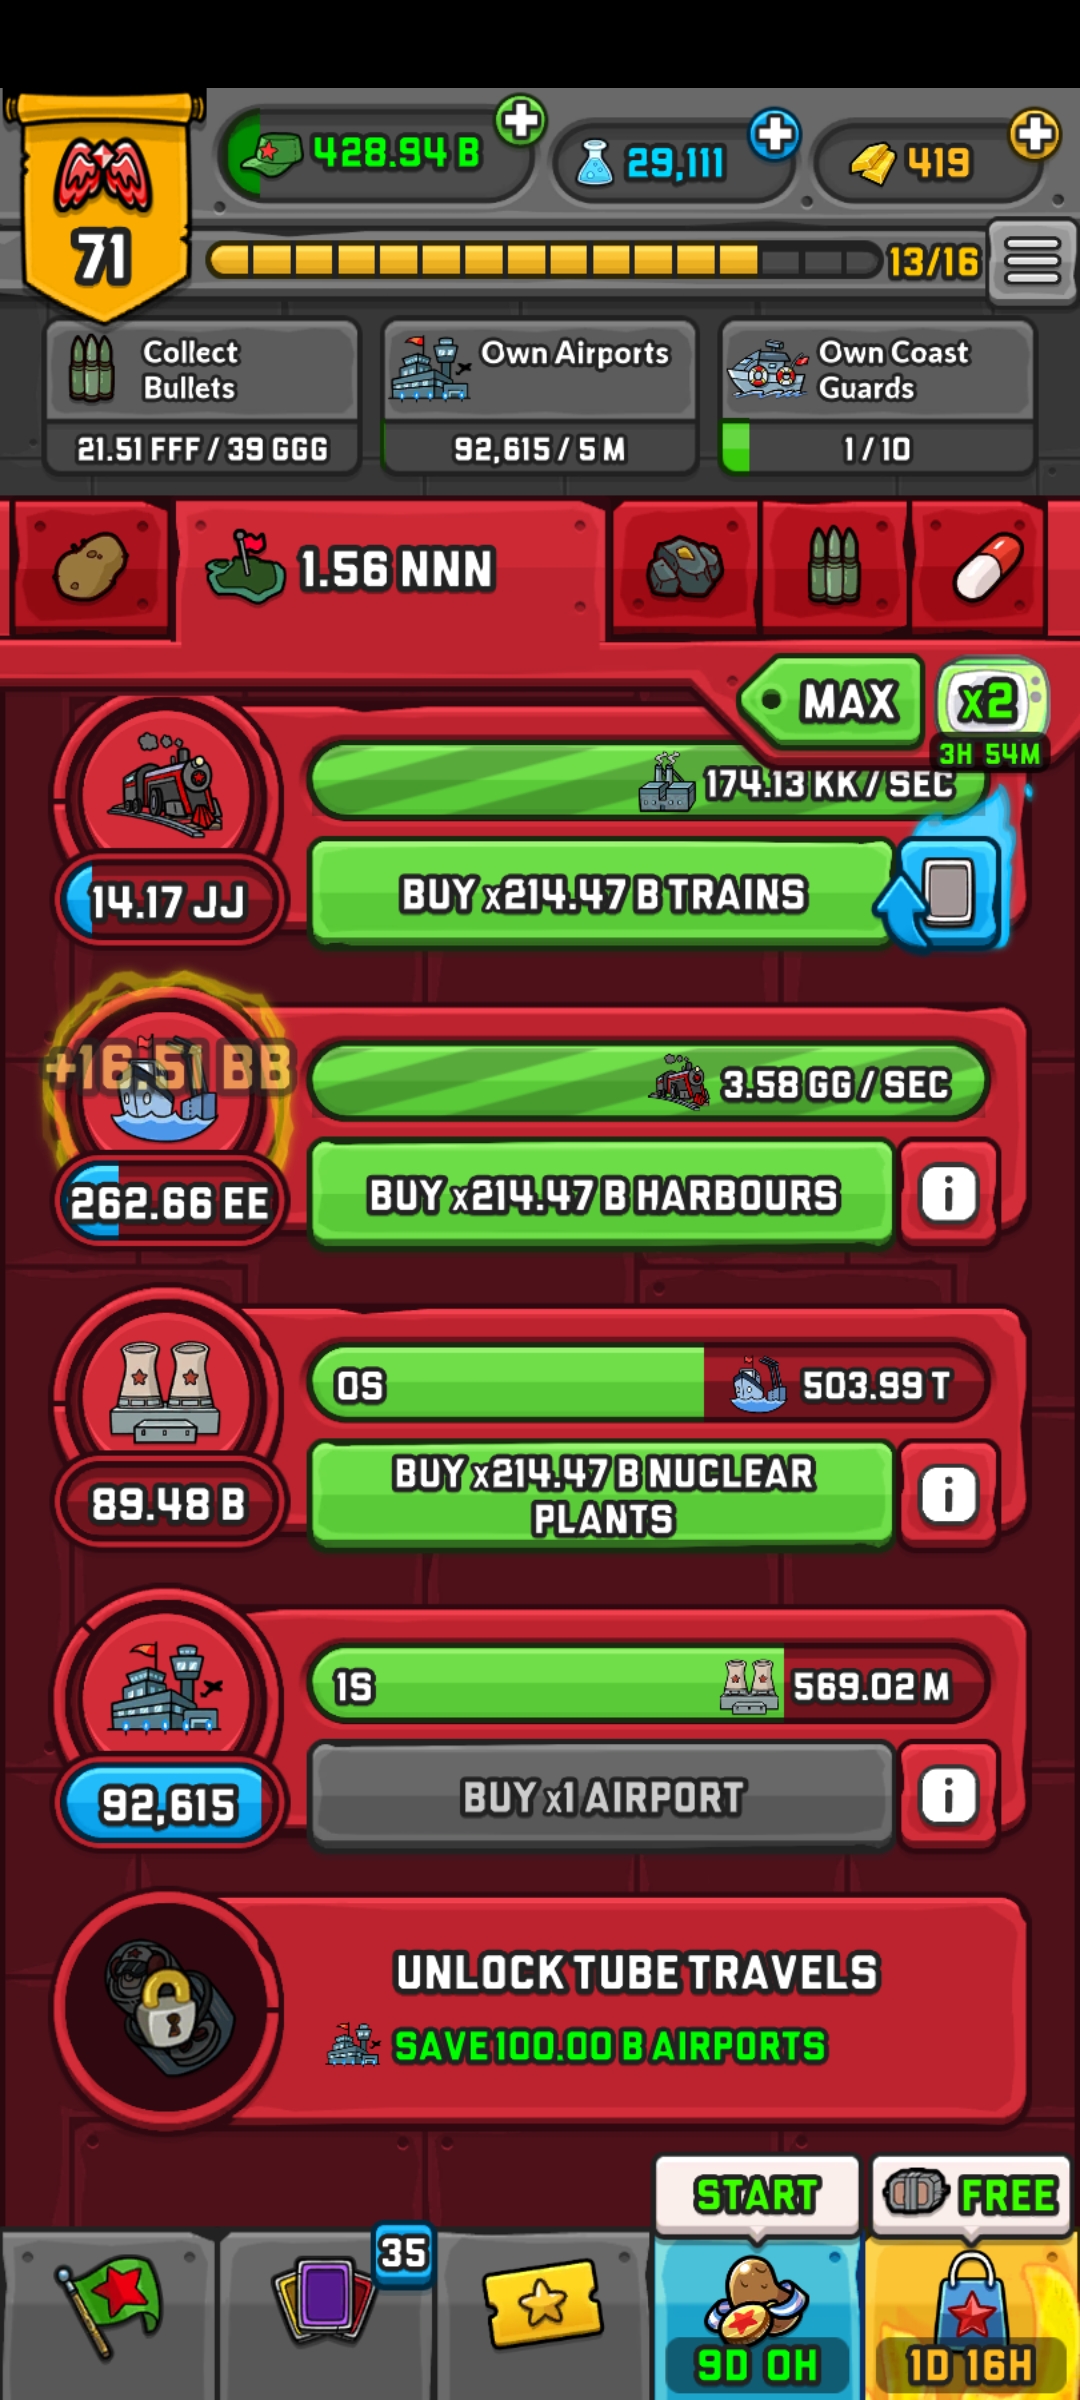 428.94 B
29,111
419
71
13/16
Collect
Bullets
Own Airports
Own Coast
Guards
21.51 FFF / 39 GGG
92,615 / 5 M
1 / 10
1.56 NNN
MAX
x2
3H 54M
174.13 KK / SEC
14.17 JJ
BUY x214.47 B TRAINS
+16.51 BB
3.58 GG / SEC
262.66 EE
BUY x214.47 B HARBOURS
i
0S
503.99 T
89.48 B
BUY x214.47 B NUCLEAR
PLANTS
i
1S
569.02 M
92,615
BUY x1 AIRPORT
i
UNLOCK TUBE TRAVELS
SAVE 100.00 B AIRPORTS
START
FREE
35
9D 0H
1D 16H